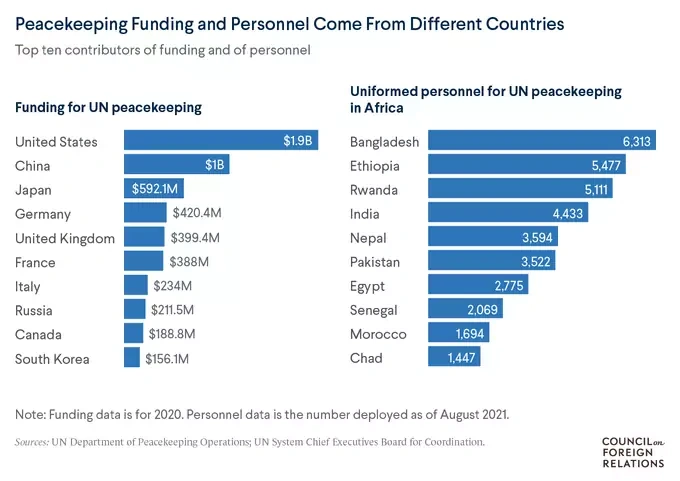 Peacekeeping Funding and Personnel Come From Different Countries
Top ten contributors of funding and of personnel
Funding for UN peacekeeping
United States $1.9B
China $1B
Japan $592.1M
Germany $420.4M
United Kingdom $399.4M
France $388M
Italy $234M
Russia $211.5M
Canada $188.8M
South Korea $156.1M
Uniformed personnel for UN peacekeeping
in Africa
Bangladesh 6,313
Ethiopia 5,477
Rwanda 5,111
India 4,433
Nepal 3,594
Pakistan 3,522
Egypt 2,775
Senegal 2,069
Morocco 1,694
Chad 1,447
Note: Funding data is for 2020. Personnel data is the number deployed as of August 2021.
Sources: UN Department of Peacekeeping Operations; UN System Chief Executives Board for Coordination.
COUNCIL on
FOREIGN
RELATIONS